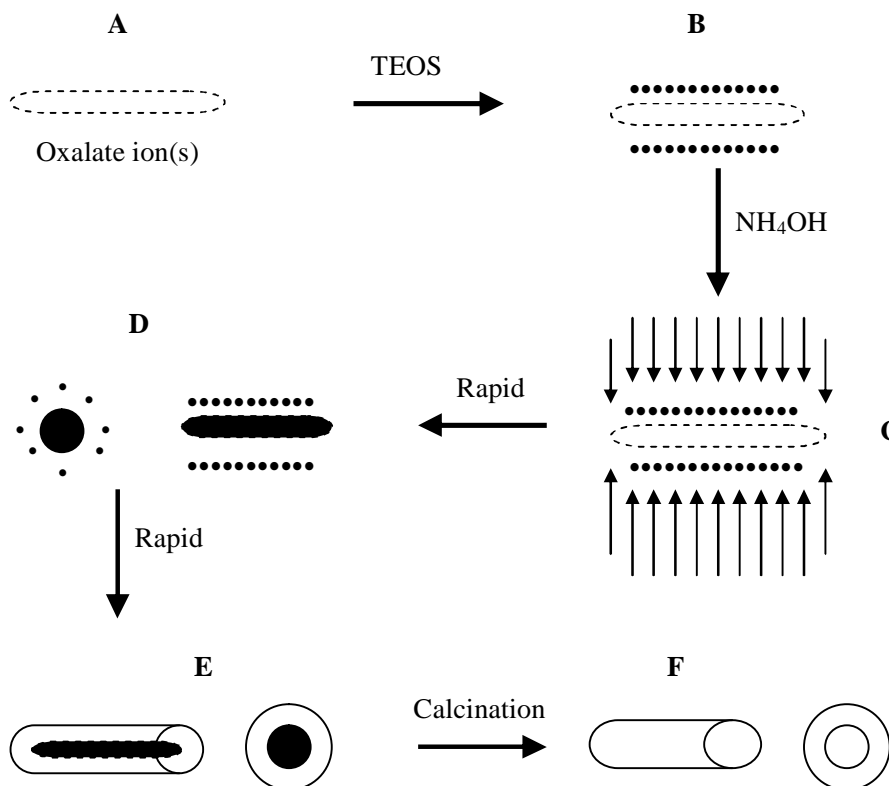 A
B
TEOS
Oxalate ion(s)
NH₄OH
D
Rapid
C
Rapid
E
F
Calcination